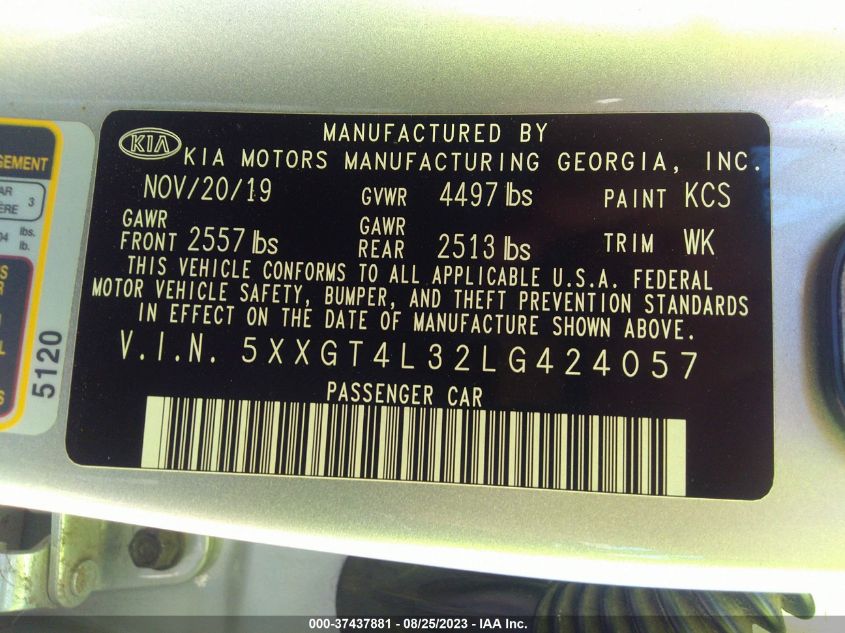 MANUFACTURED BY
KIA
KIA MOTORS MANUFACTURING GEORGIA, INC.
NOV/20/19 GVWR 4497 lbs PAINT KCS
GAWR FRONT 2557 lbs GAWR REAR 2513 lbs TRIM WK
THIS VEHICLE CONFORMS TO ALL APPLICABLE U.S.A. FEDERAL
MOTOR VEHICLE SAFETY, BUMPER, AND THEFT PREVENTION STANDARDS
IN EFFECT ON THE DATE OF MANUFACTURE SHOWN ABOVE.
V.I.N. 5XXGT4L32LG424057
PASSENGER CAR
3
lbs.
lb.
5120
000-37437881 - 08/25/2023 - IAA Inc.